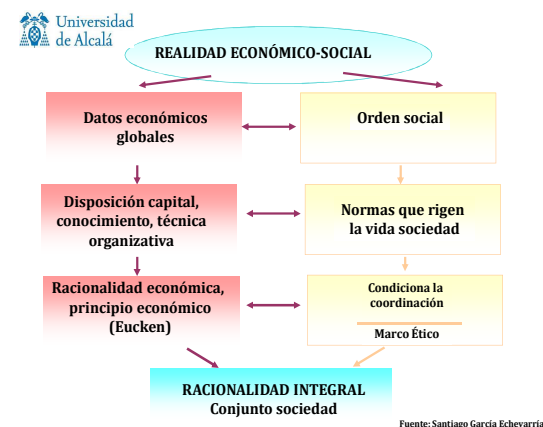 Universidad
de Alcalá
REALIDAD ECONÓMICO-SOCIAL
Datos económicos
globales
Orden social
Disposición capital,
conocimiento, técnica
organizativa
Normas que rigen
la vida sociedad
Racionalidad económica,
principio económico
(Eucken)
Condiciona la
coordinación
Marco Ético
RACIONALIDAD INTEGRAL
Conjunto sociedad
Fuente: Santiago García Echevarría